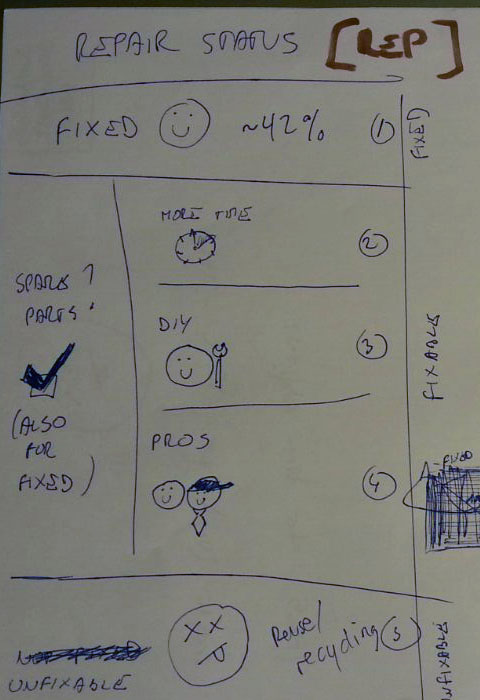 REPAIR STATUS [REP]
FIXED ~42% 1
FIXED
MORE TIME
2
SPARE ?
PARTS
DIY
3
FIXABLE
(ALSO
FOR
FIXED)
PROS
4
Reuse/
recycling 5
UNFIXABLE
UNFIXABLE